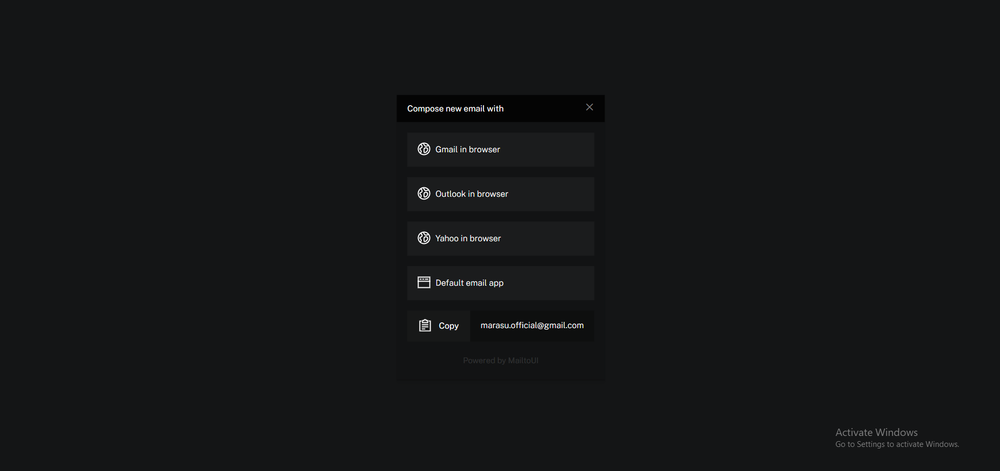 Compose new email with
Gmail in browser
Outlook in browser
Yahoo in browser
Default email app
Copy marasu.official@gmail.com
Powered by MailtoUI
Activate Windows
Go to Settings to activate Windows.